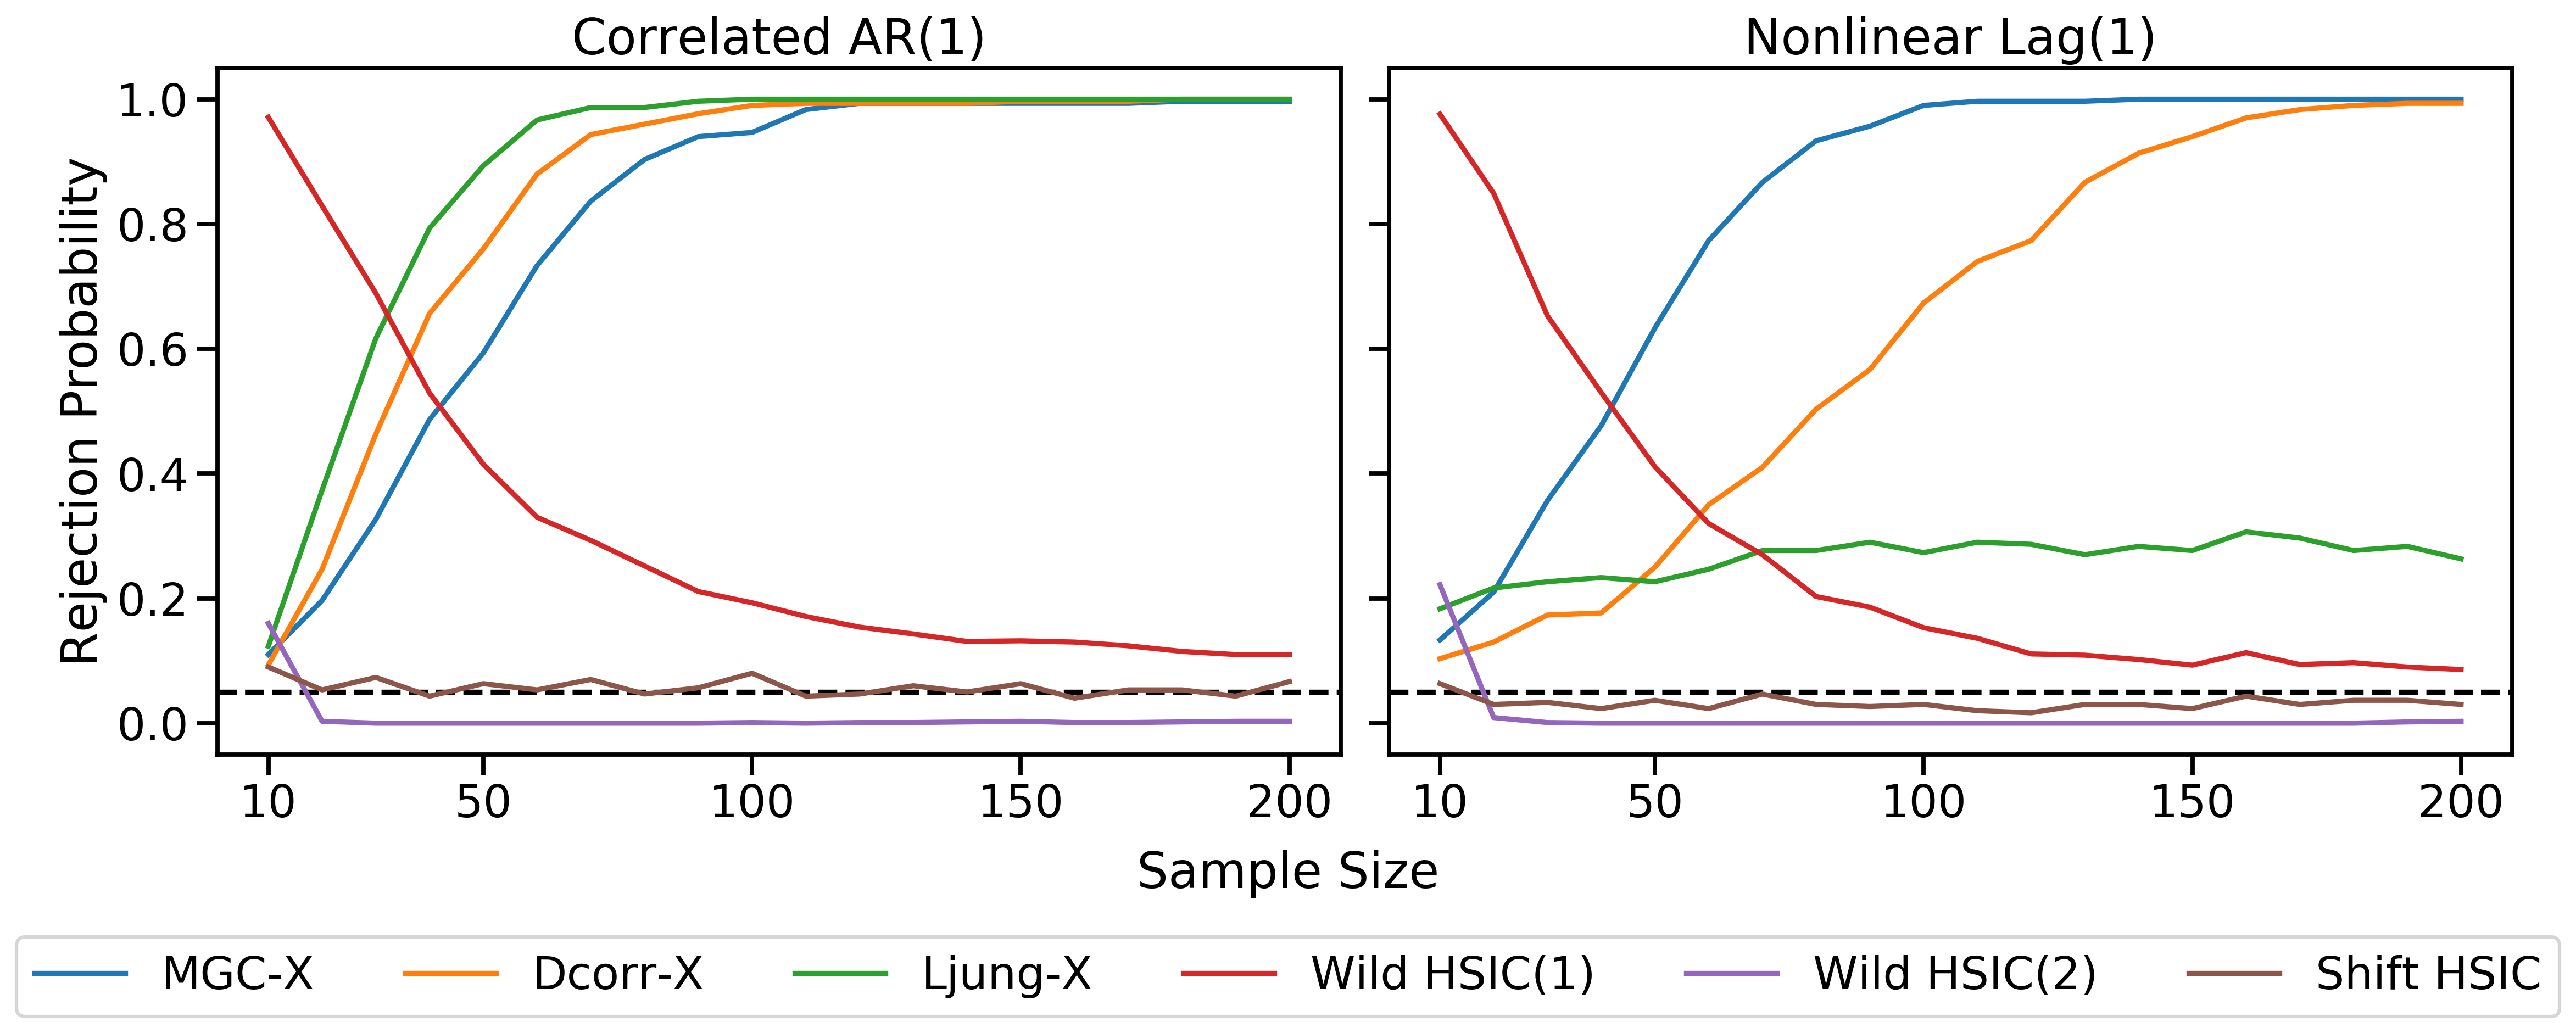 Correlated AR(1)
Nonlinear Lag(1)
Rejection Probability
1.0
0.8
0.6
0.4
0.2
0.0
10 50 100 150 200
10 50 100 150 200
Sample Size
MGC-X Dcorr-X Ljung-X Wild HSIC(1) Wild HSIC(2) Shift HSIC